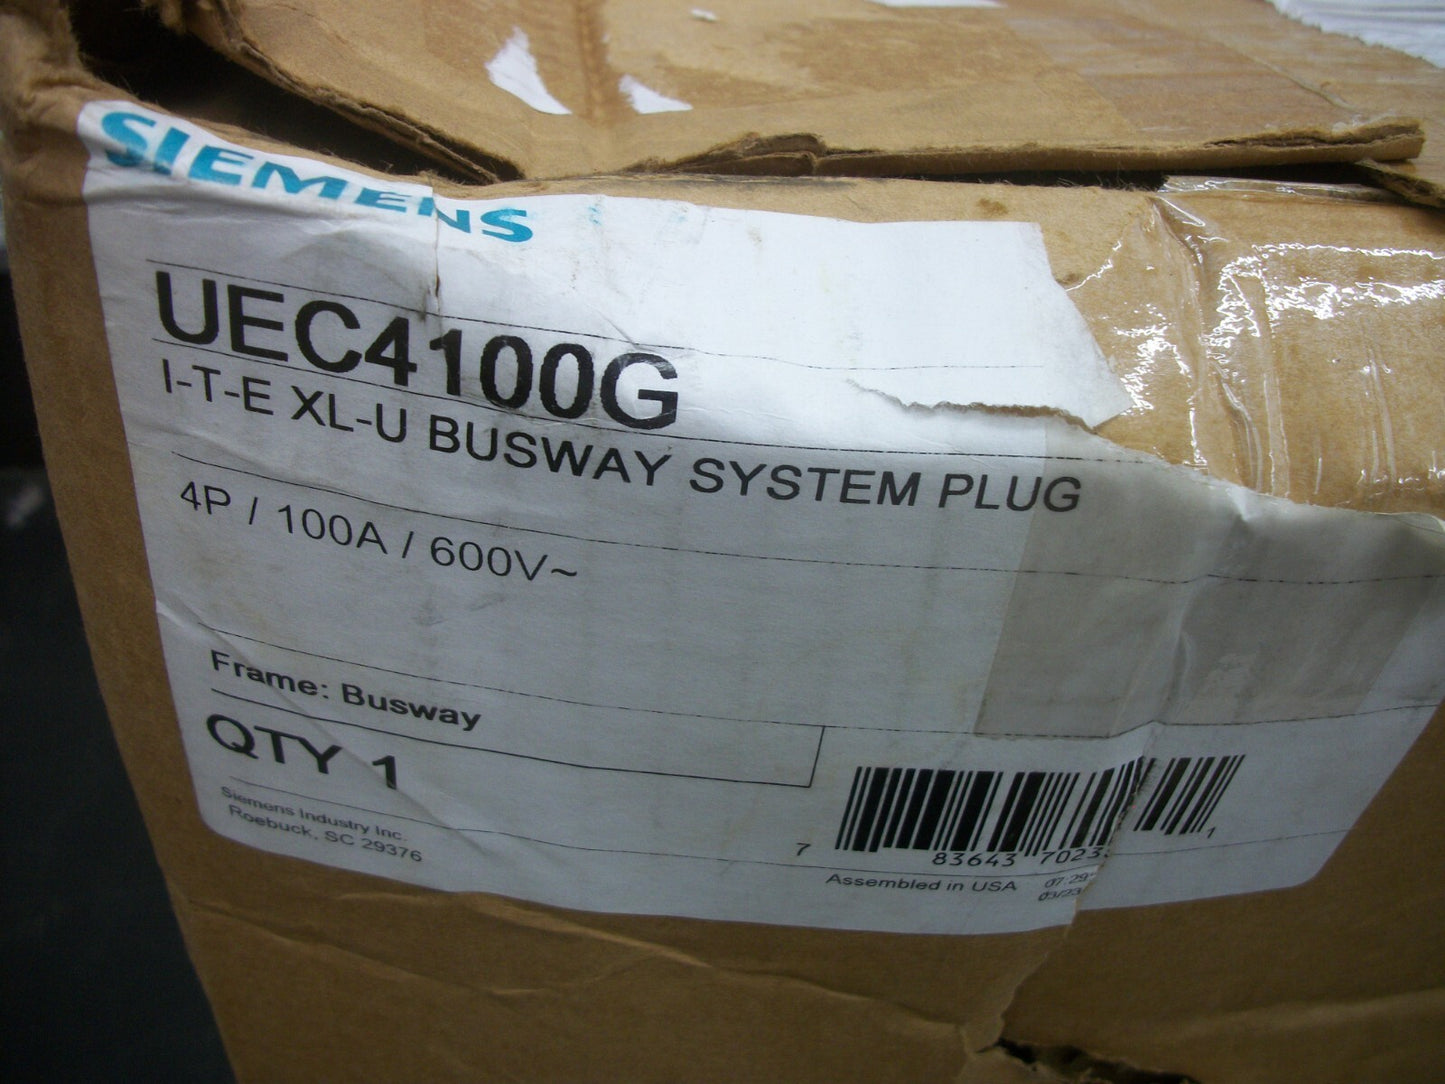 SIEMENS
UEC4100G
I-T-E XL-U BUSWAY SYSTEM PLUG
4P / 100A / 600V~
Frame: Busway
QTY 1
Siemens Industry Inc.
Roebuck, SC 29376
7 83643 7023 1
Assembled in USA